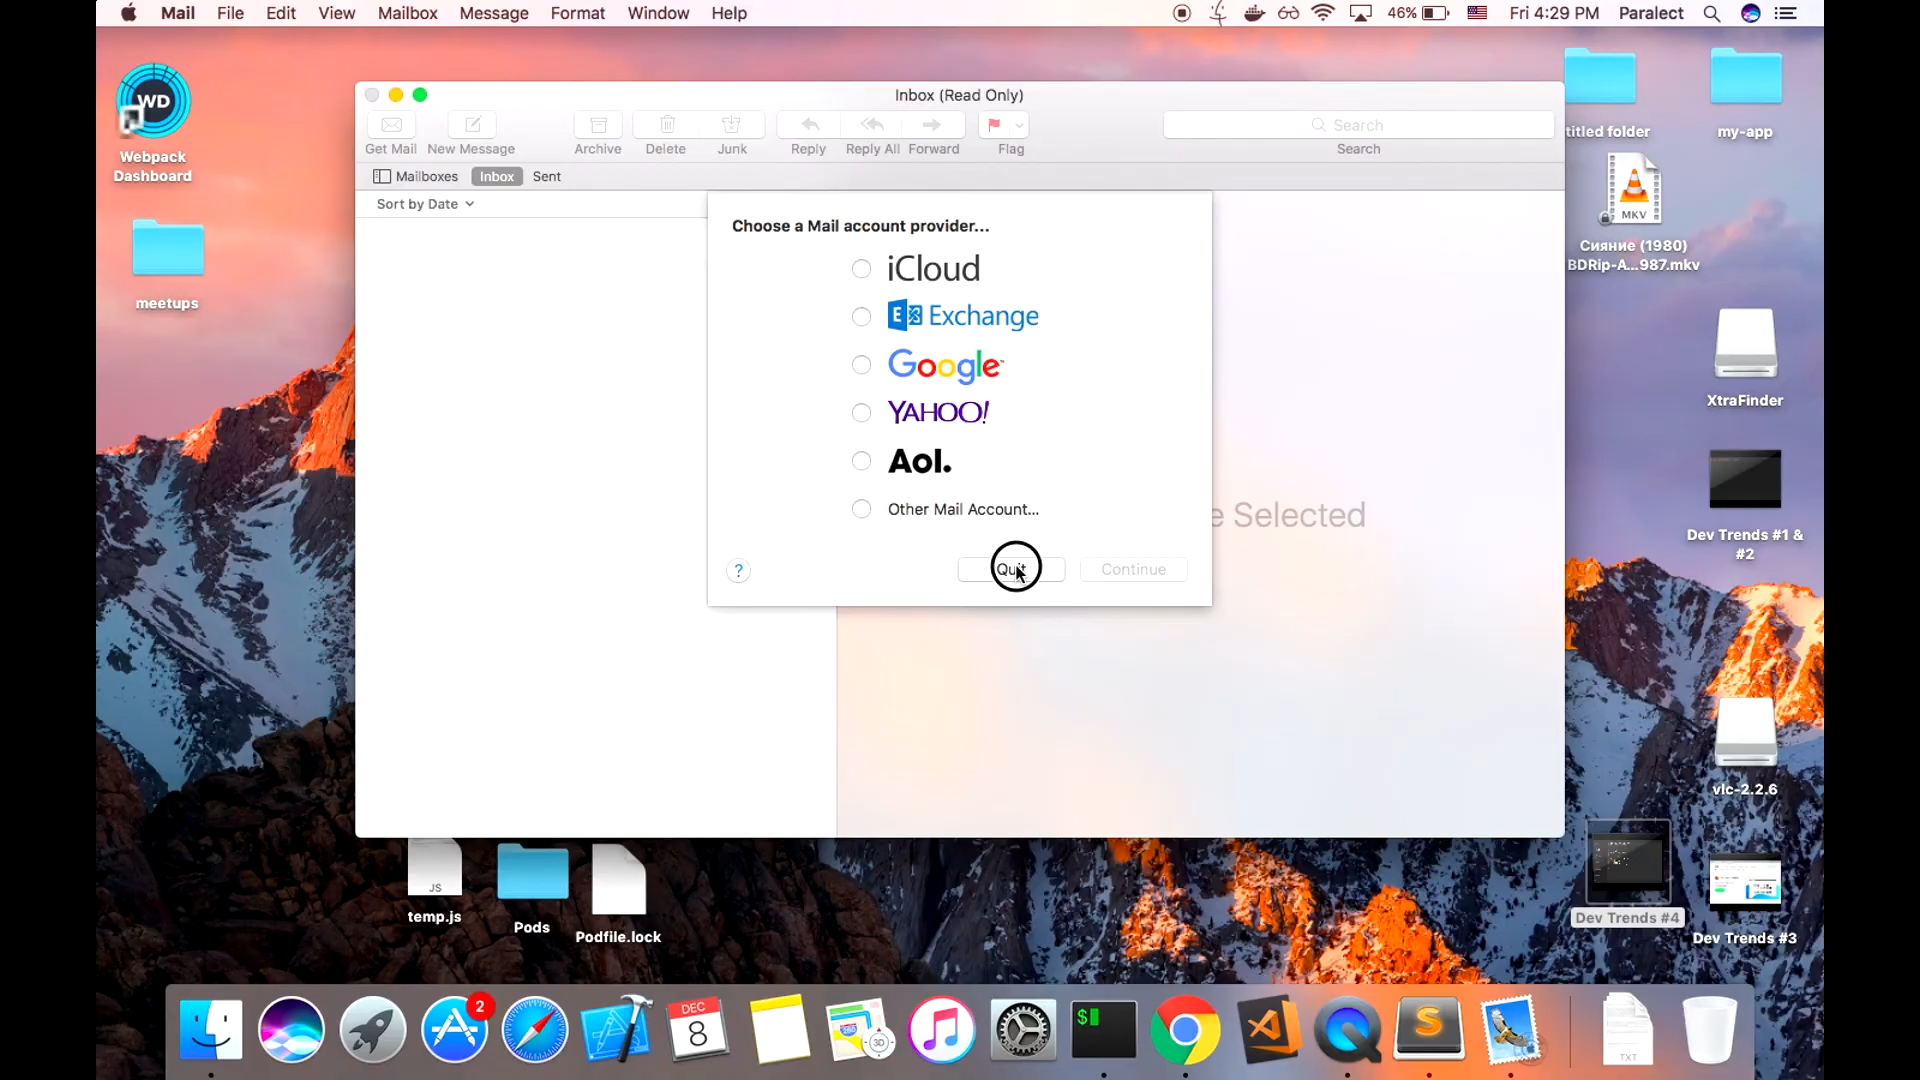 Mail File Edit View Mailbox Message Format Window Help
46% Fri 4:29 PM Paralect
WD
Webpack
Dashboard
meetups
Inbox (Read Only)
Get Mail New Message Archive Delete Junk Reply Reply All Forward Flag
Search
Search
Mailboxes Inbox Sent
Sort by Date
Choose a Mail account provider...
iCloud
E Exchange
Google
YAHOO!
Aol.
Other Mail Account...
? Quit Continue
e Selected
titled folder
my-app
MKV
Сияние (1980)
BDRip-A...987.mkv
XtraFinder
Dev Trends #1 &
#2
vlc-2.2.6
Dev Trends #4
Dev Trends #3
JS
temp.js
Pods
Podfile.lock
2
DEC
8
280
3D
$
S
TXT